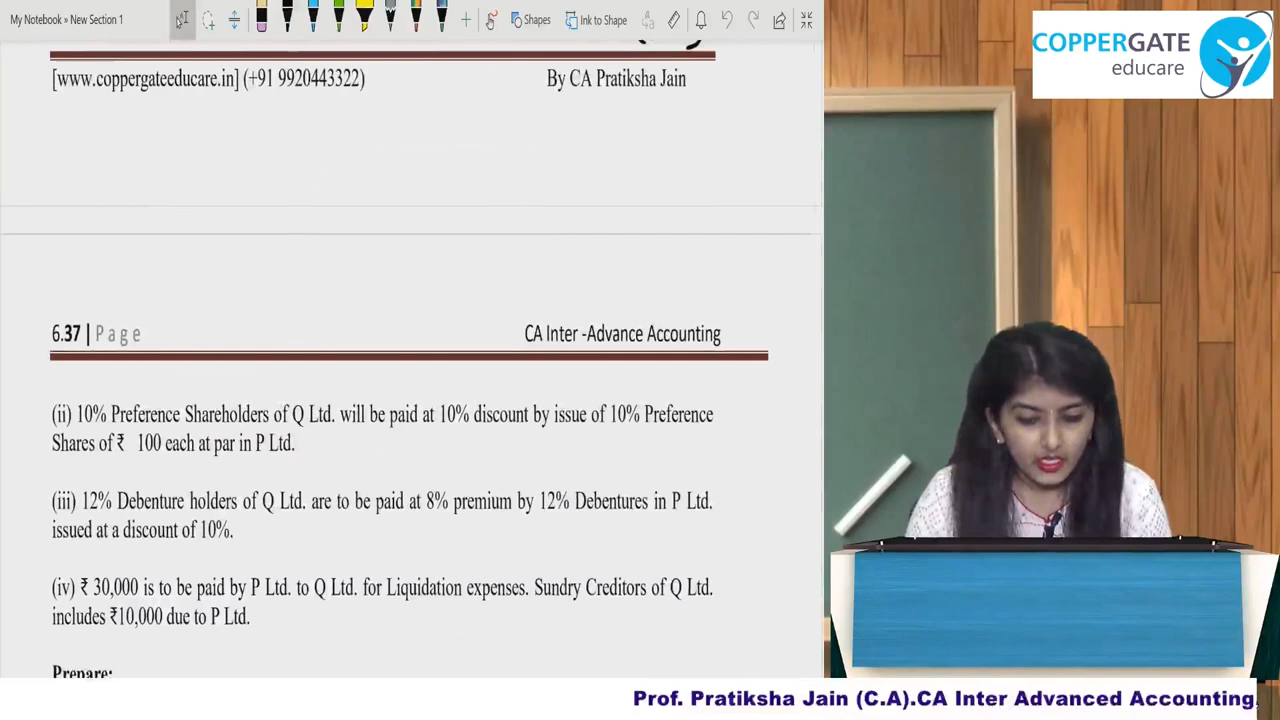 My Notebook » New Section 1
Shapes
Ink to Shape
COPPERGATE
educare
[www.coppergateeducare.in] (+91 9920443322)
By CA Pratiksha Jain
6.37 | Page
CA Inter -Advance Accounting
(ii) 10% Preference Shareholders of Q Ltd. will be paid at 10% discount by issue of 10% Preference
Shares of ₹ 100 each at par in P Ltd.
(iii) 12% Debenture holders of Q Ltd. are to be paid at 8% premium by 12% Debentures in P Ltd.
issued at a discount of 10%.
(iv) ₹ 30,000 is to be paid by P Ltd. to Q Ltd. for Liquidation expenses. Sundry Creditors of Q Ltd.
includes ₹10,000 due to P Ltd.
Prepare:
Prof. Pratiksha Jain (C.A).CA Inter Advanced Accounting.